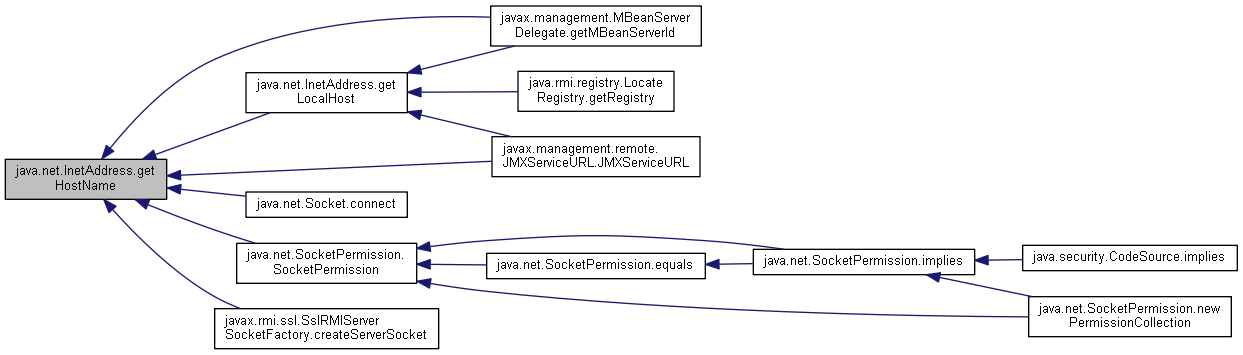 javax.management.MBeanServer
Delegate.getMBeanServerId
java.net.InetAddress.get
LocalHost
java.rmi.registry.Locate
Registry.getRegistry
javax.management.remote.
JMXServiceURL.JMXServiceURL
java.net.InetAddress.get
HostName
java.net.Socket.connect
java.net.SocketPermission.
SocketPermission
java.net.SocketPermission.equals
java.net.SocketPermission.implies
java.security.CodeSource.implies
java.net.SocketPermission.new
PermissionCollection
javax.rmi.ssl.SslRMIServer
SocketFactory.createServerSocket